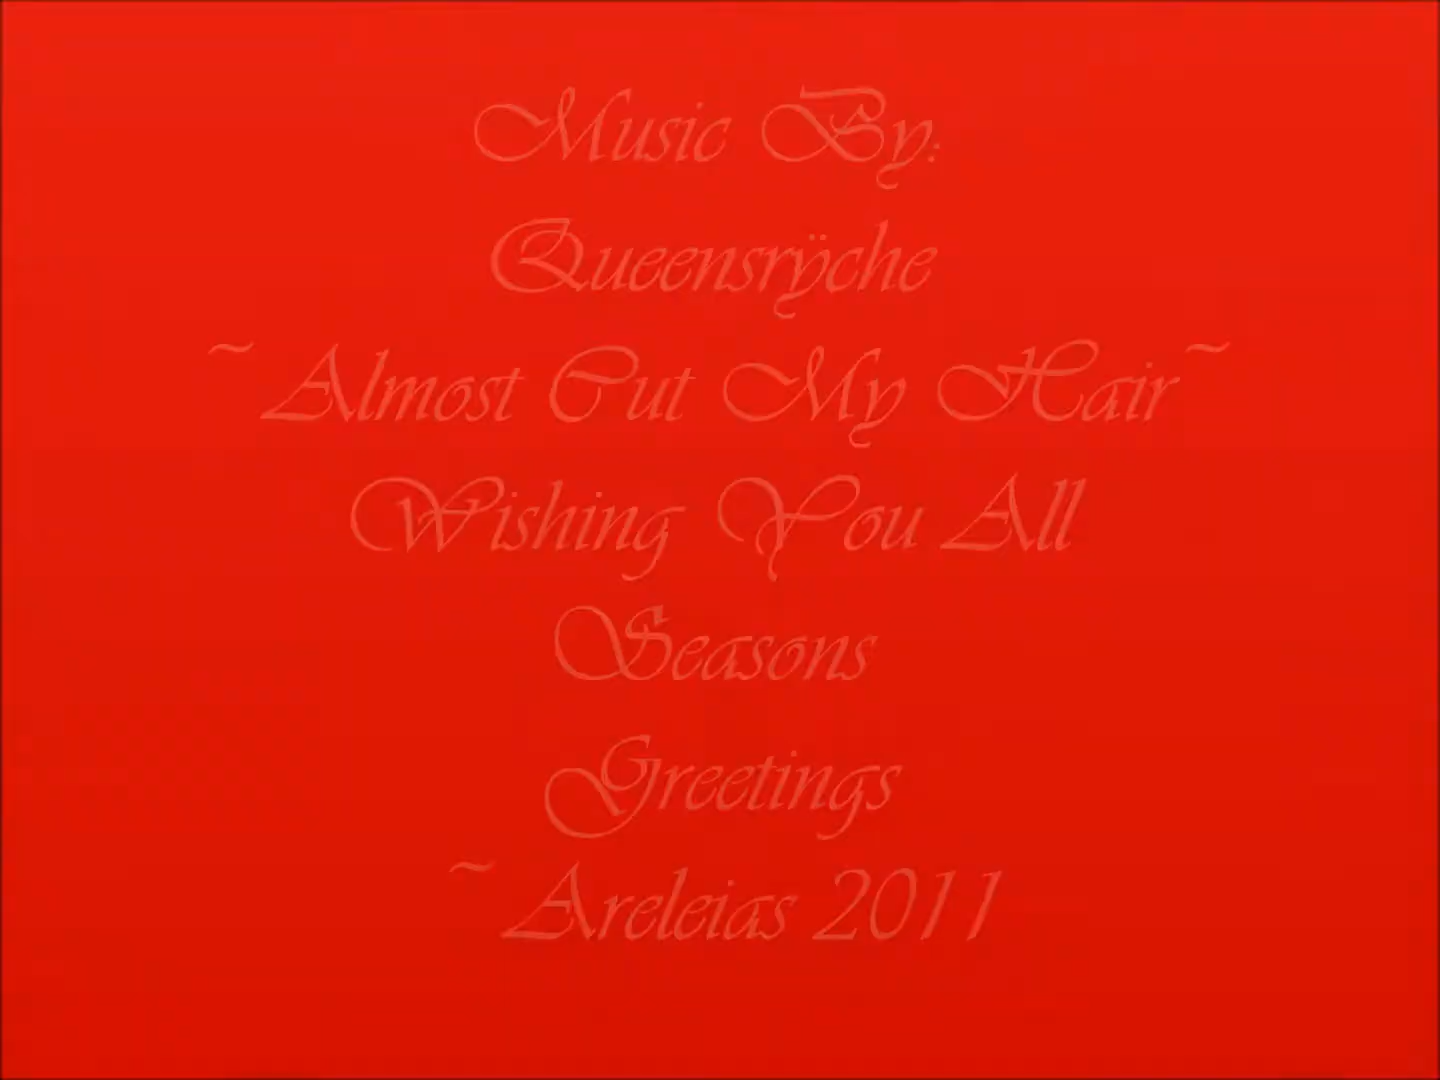 Music By:
Queensrÿche
~Almost Cut My Hair~
Wishing You All
Seasons
Greetings
~ Areleias 2011